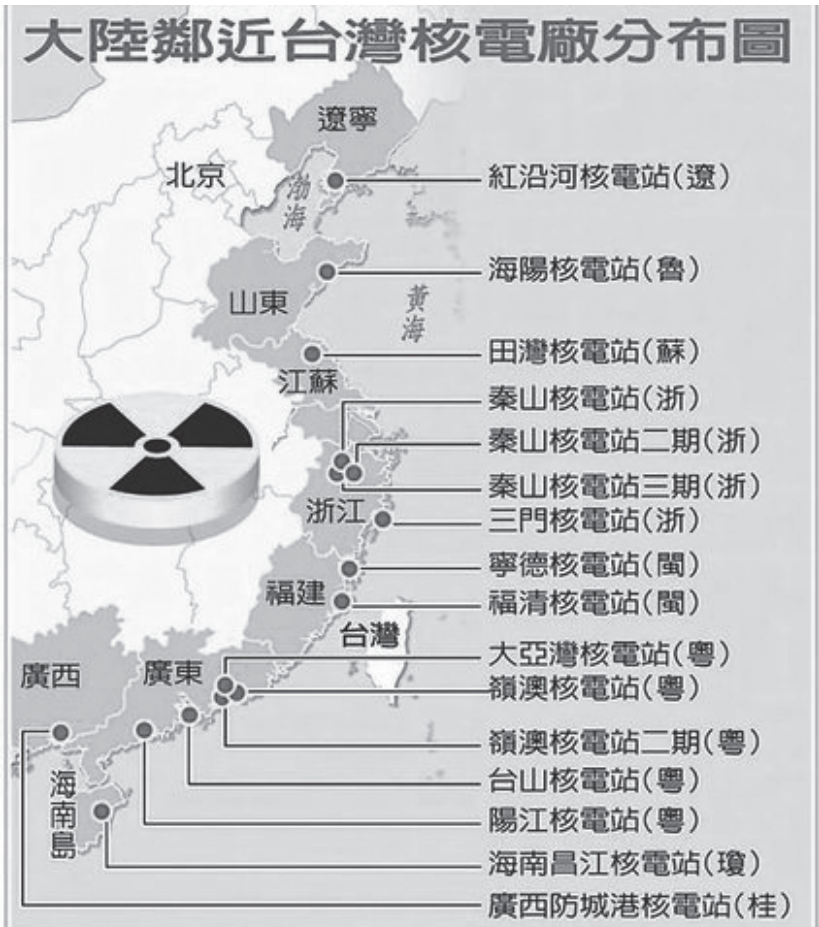 大陸鄰近台灣核電廠分布圖
遼寧
北京
渤海
紅沿河核電站(遼)
海陽核電站(魯)
山東
黃海
田灣核電站(蘇)
江蘇
秦山核電站(浙)
秦山核電站二期(浙)
秦山核電站三期(浙)
浙江
三門核電站(浙)
寧德核電站(閩)
福建
福清核電站(閩)
台灣
大亞灣核電站(粵)
廣西
廣東
嶺澳核電站(粵)
嶺澳核電站二期(粵)
台山核電站(粵)
海南島
陽江核電站(粵)
海南昌江核電站(瓊)
廣西防城港核電站(桂)